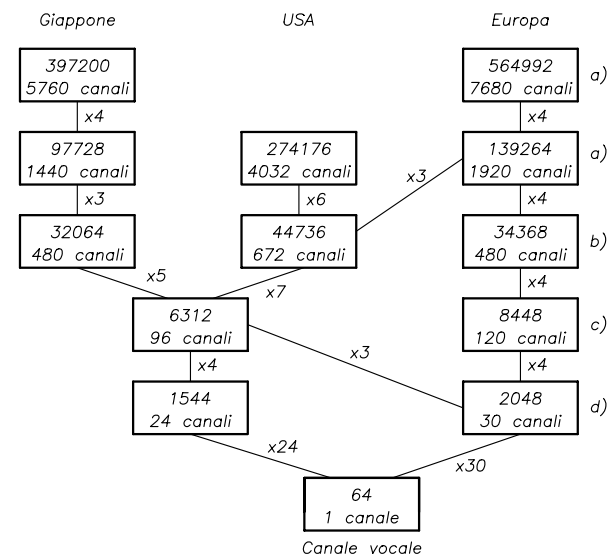 Giappone USA Europa
397200
5760 canali
564992
7680 canali
a)
x4
x4
97728
1440 canali
274176
4032 canali
139264
1920 canali
a)
x3
x6
x3
x4
32064
480 canali
44736
672 canali
34368
480 canali
b)
x5
x7
x4
6312
96 canali
8448
120 canali
c)
x4
x3
x4
1544
24 canali
2048
30 canali
d)
x24
x30
64
1 canale
Canale vocale